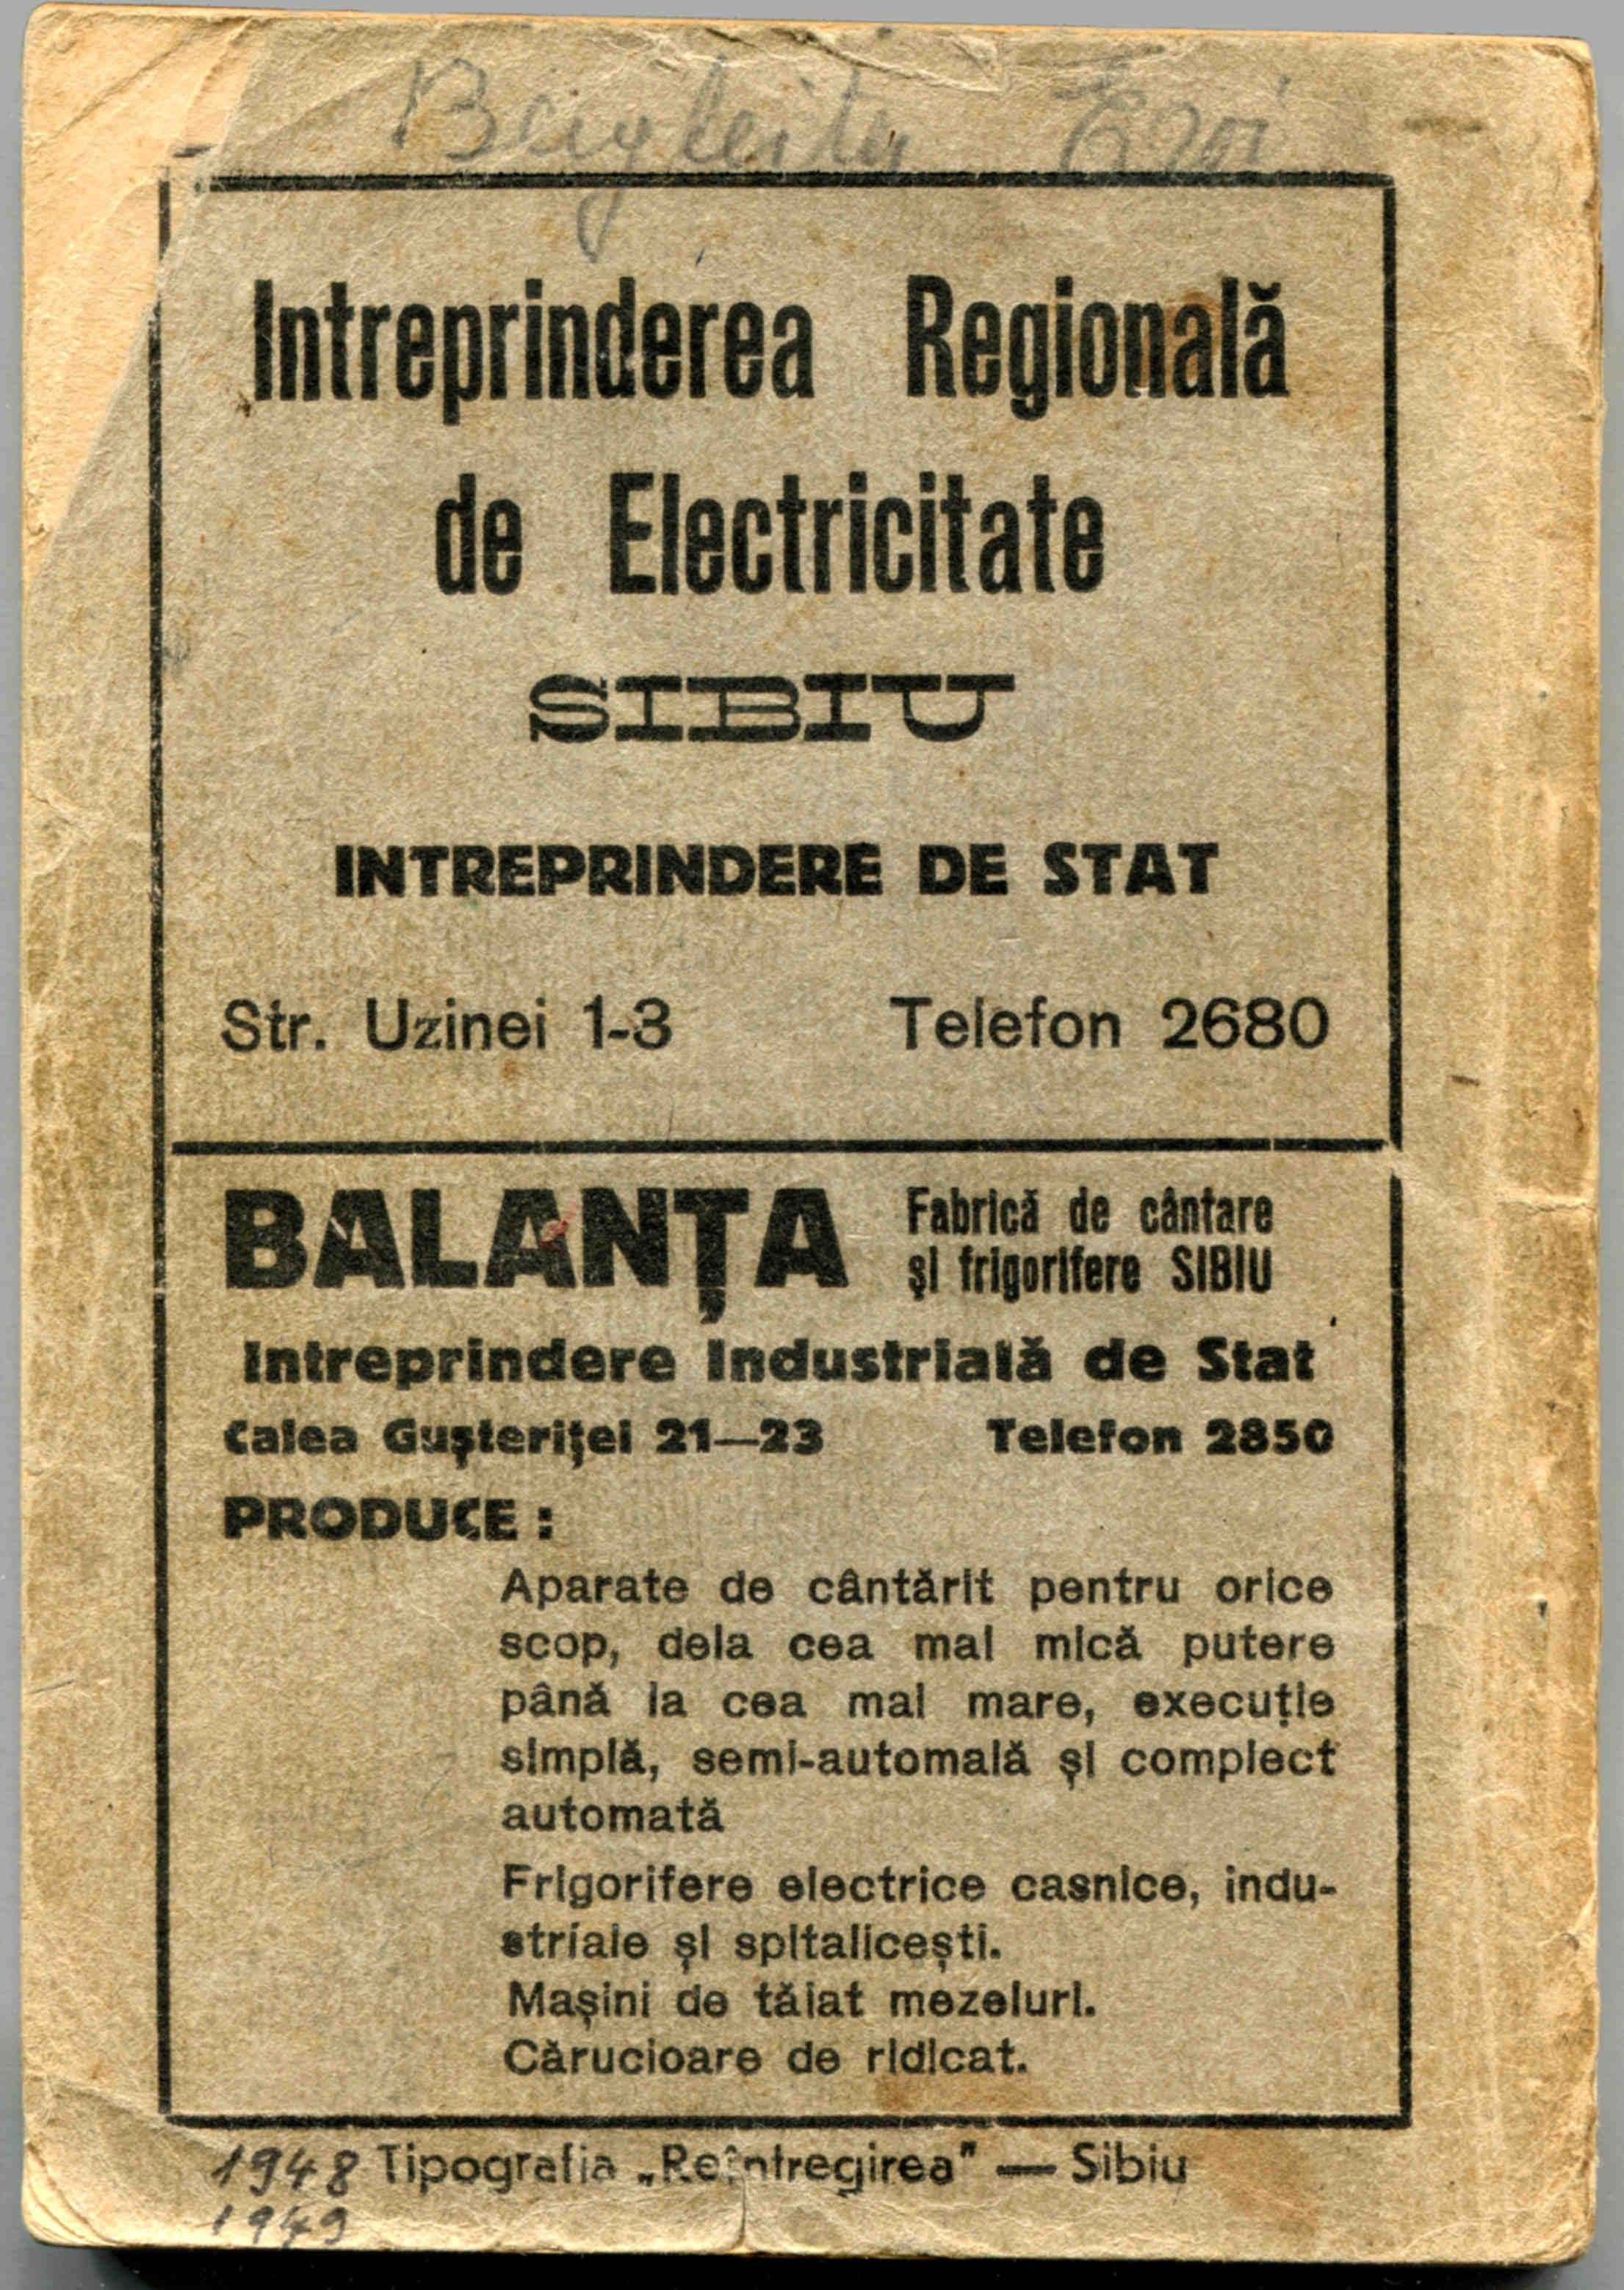 Intreprinderea Regională
de Electricitate
SIBIU
INTREPRINDERE DE STAT
Str. Uzinei 1-3 Telefon 2680
BALANȚA Fabrică de cântare
și frigorifere SIBIU
Intreprindere Industrială de Stat
Calea Gușteriței 21—23 Telefon 2850
PRODUCE :
Aparate de cântărit pentru orice
scop, dela cea mai mică putere
până la cea mai mare, execuție
simplă, semi-automală și complect
automată
Frigorifere electrice casnice, indu-
striale și spitalicești.
Mașini de tăiat mezeluri.
Cărucioare de ridicat.
1948 Tipografia „Reîntregirea” — Sibiu
1949